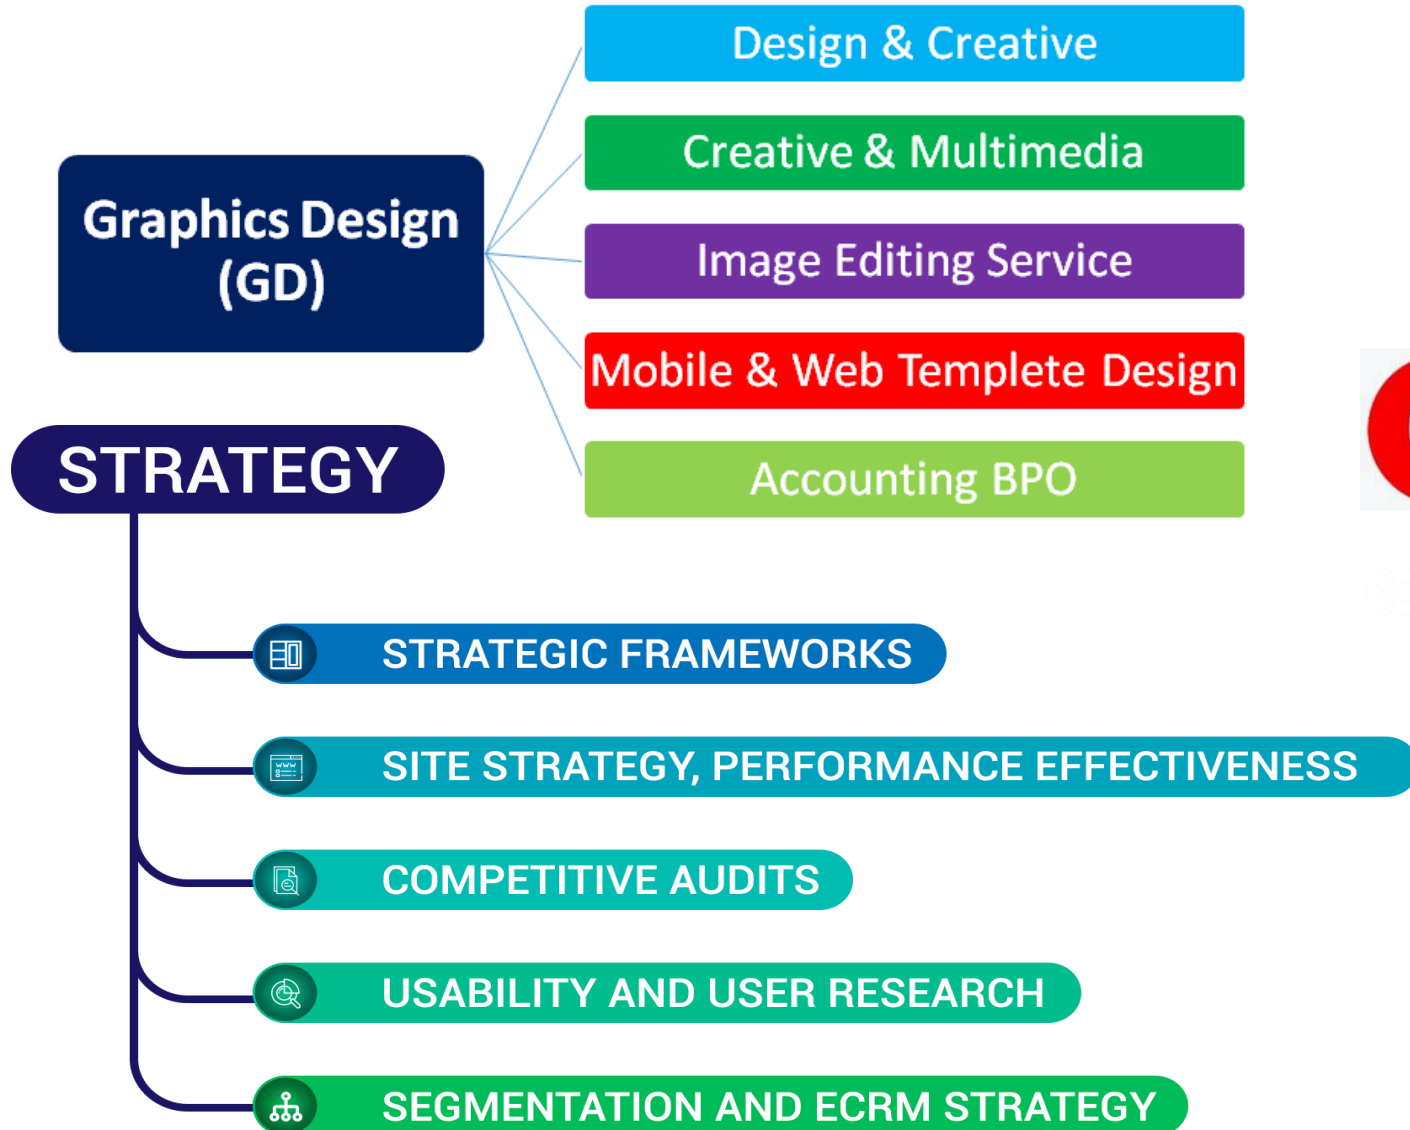 Design & Creative
Creative & Multimedia
Graphics Design
(GD)
Image Editing Service
Mobile & Web Templete Design
Accounting BPO
STRATEGY
STRATEGIC FRAMEWORKS
WWW
SITE STRATEGY, PERFORMANCE EFFECTIVENESS
COMPETITIVE AUDITS
USABILITY AND USER RESEARCH
SEGMENTATION AND ECRM STRATEGY